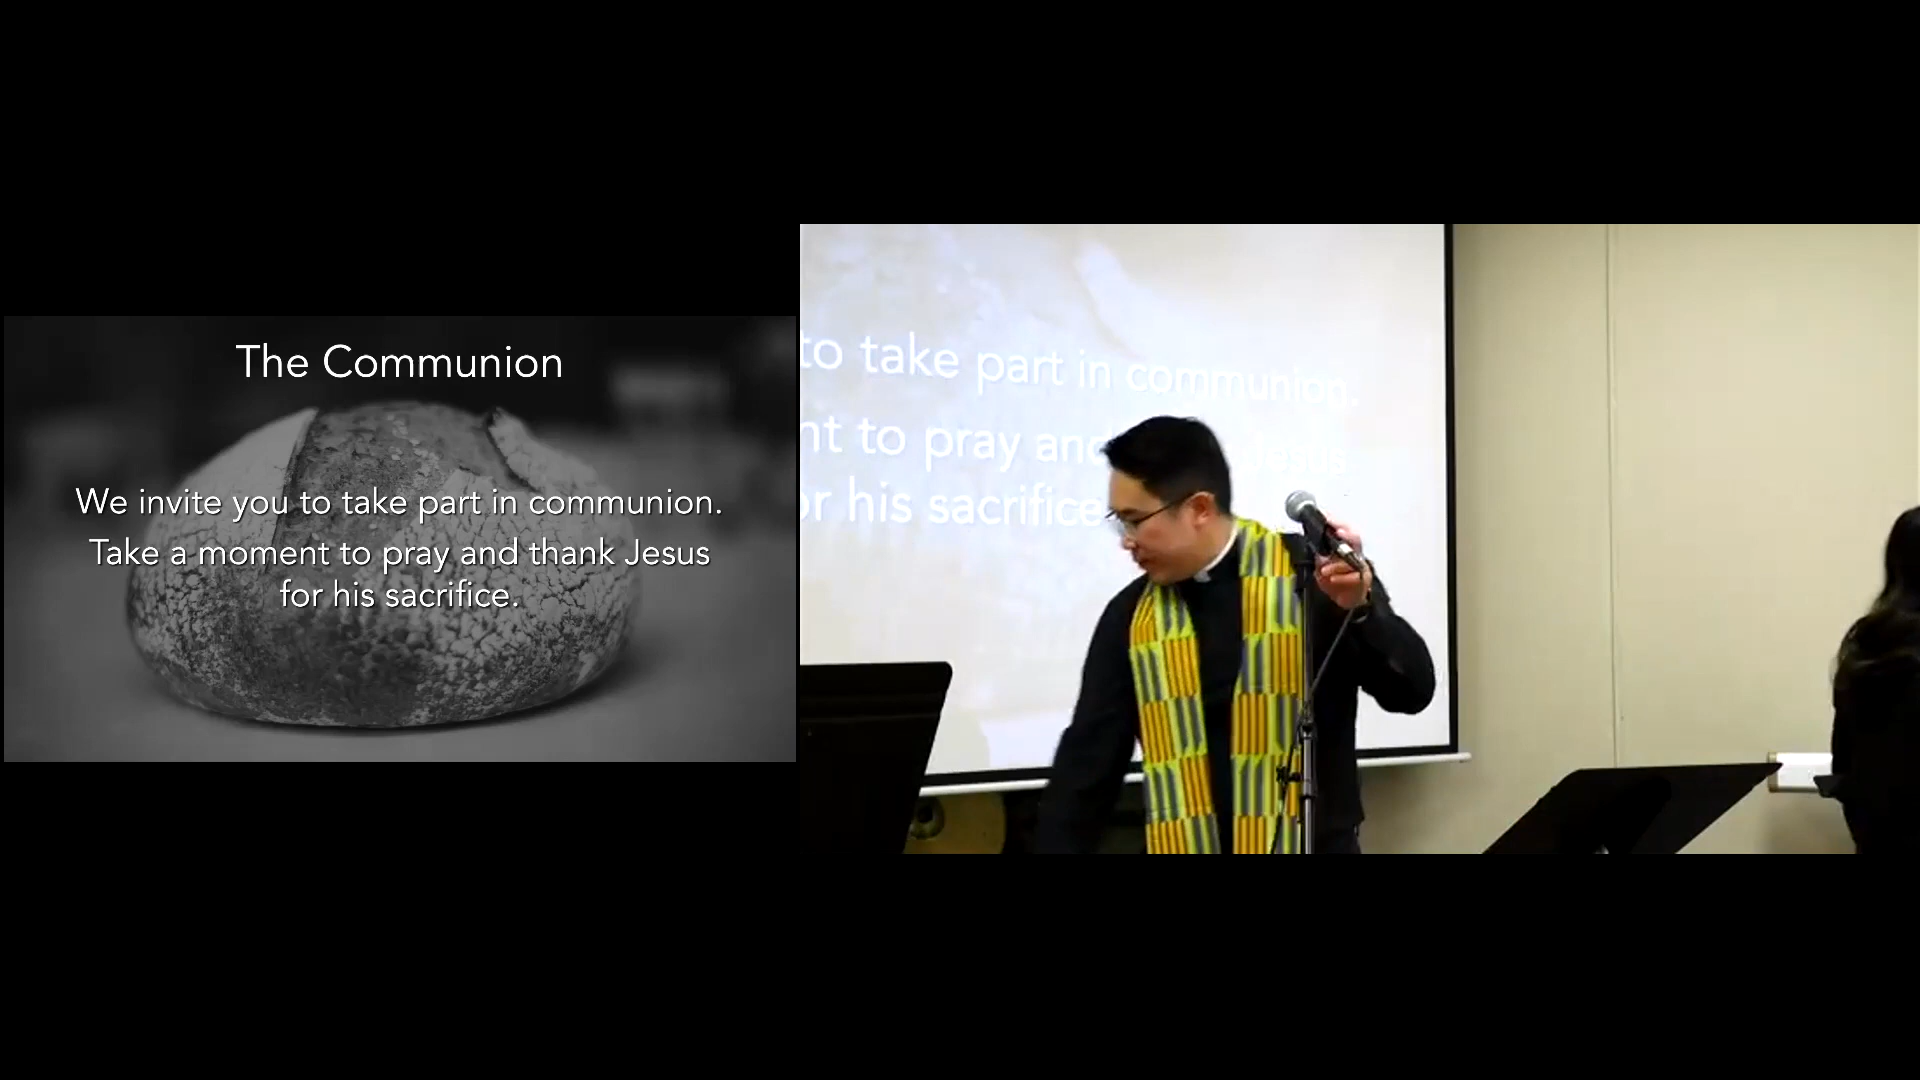 The Communion
We invite you to take part in communion.
Take a moment to pray and thank Jesus
for his sacrifice.
to take part in communion.
nt to pray and Jesus
or his sacrifice